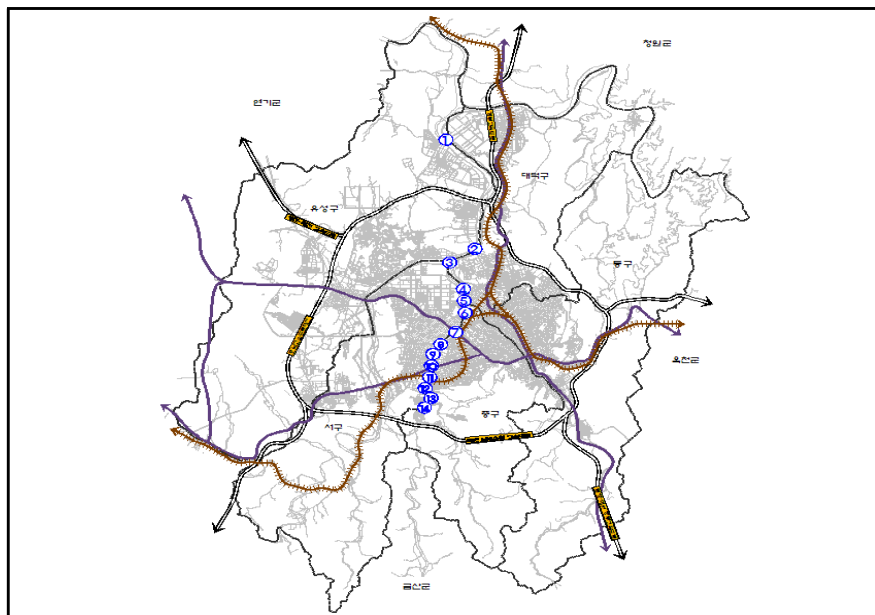 청원군
연기군
①
대덕구
유성구
②
③
동구
④
⑤
⑥
⑦
⑧
⑨
옥천군
⑩
⑪
⑫
⑬
⑭
중구
서구
금산군